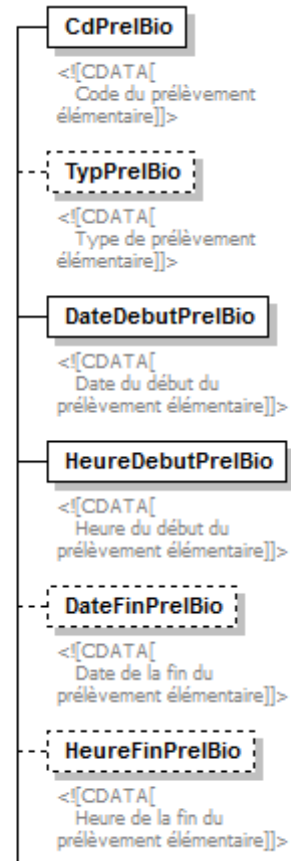 CdPrelBio
<![CDATA[
Code du prélèvement
élémentaire]]>
TypPrelBio
<![CDATA[
Type de prélèvement
élémentaire]]>
DateDebutPrelBio
<![CDATA[
Date du début du
prélèvement élémentaire]]>
HeureDebutPrelBio
<![CDATA[
Heure du début du
prélèvement élémentaire]]>
DateFinPrelBio
<![CDATA[
Date de la fin du
prélèvement élémentaire]]>
HeureFinPrelBio
<![CDATA[
Heure de la fin du
prélèvement élémentaire]]>